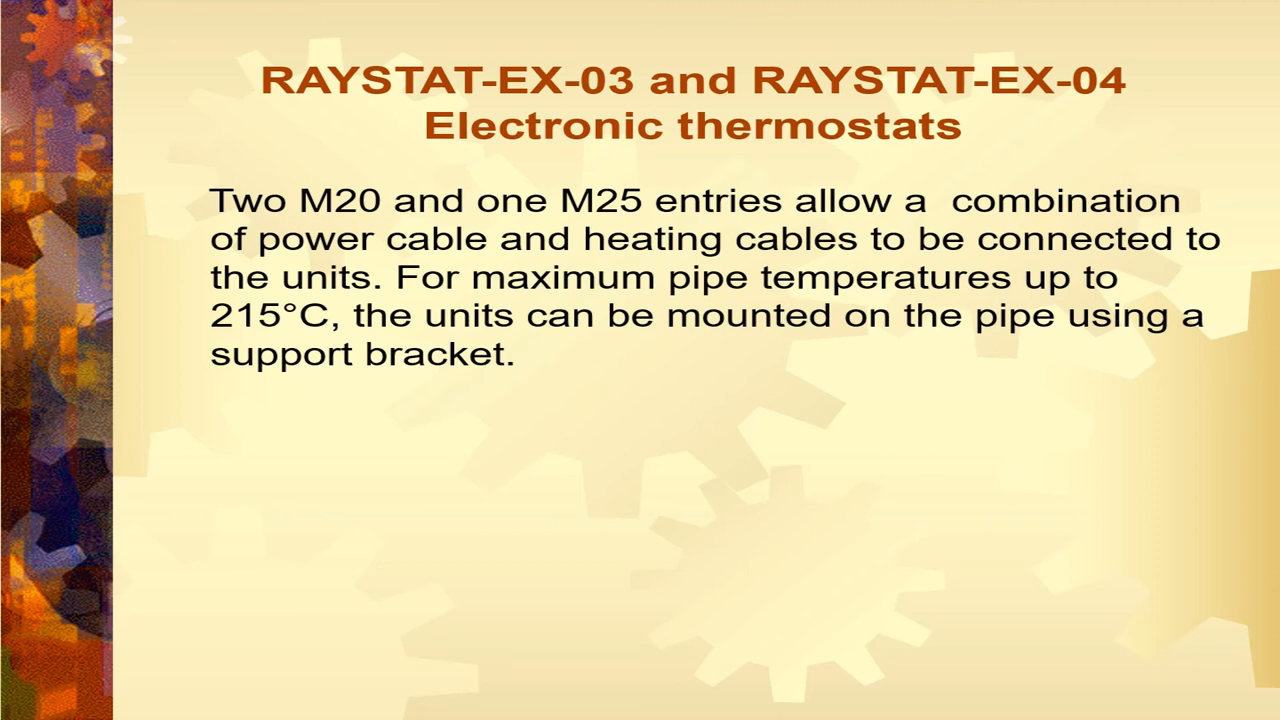 RAYSTAT-EX-03 and RAYSTAT-EX-04
Electronic thermostats
Two M20 and one M25 entries allow a  combination
of power cable and heating cables to be connected to
the units. For maximum pipe temperatures up to
215°C, the units can be mounted on the pipe using a
support bracket.